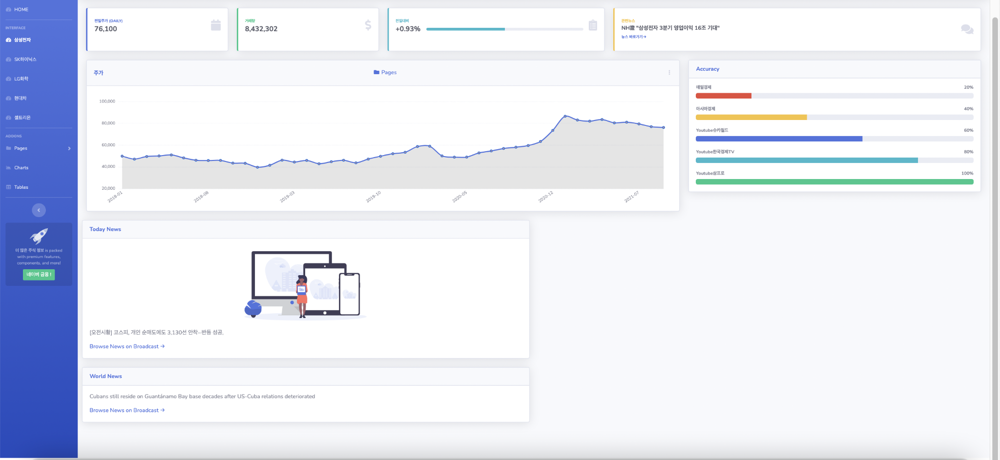 HOME
INTERFACE
삼성전자
SK하이닉스
LG화학
현대차
셀트리온
ADDONS
Pages
Charts
Tables
더 많은 주식 정보 is packed
with premium features,
components, and more!
네이버 금융 !
전일주가 (DAILY)
76,100
거래량
8,432,302
전일대비
+0.93%
관련뉴스
NH證 "삼성전자 3분기 영업이익 16조 기대"
뉴스 바로가기→
주가
Pages
100,000
80,000
60,000
40,000
20,000
2018-01
2018-08
2019-03
2019-10
2020-05
2020-12
2021-07
Accuracy
매일경제
20%
아시아경제
40%
Youtube슈카월드
60%
Youtube한국경제TV
80%
Youtube삼프로
100%
Today News
[오전시황] 코스피, 개인 순매도에도 3,130선 안착…반등 성공,
Browse News on Broadcast →
World News
Cubans still reside on Guantánamo Bay base decades after US-Cuba relations deteriorated
Browse News on Broadcast →